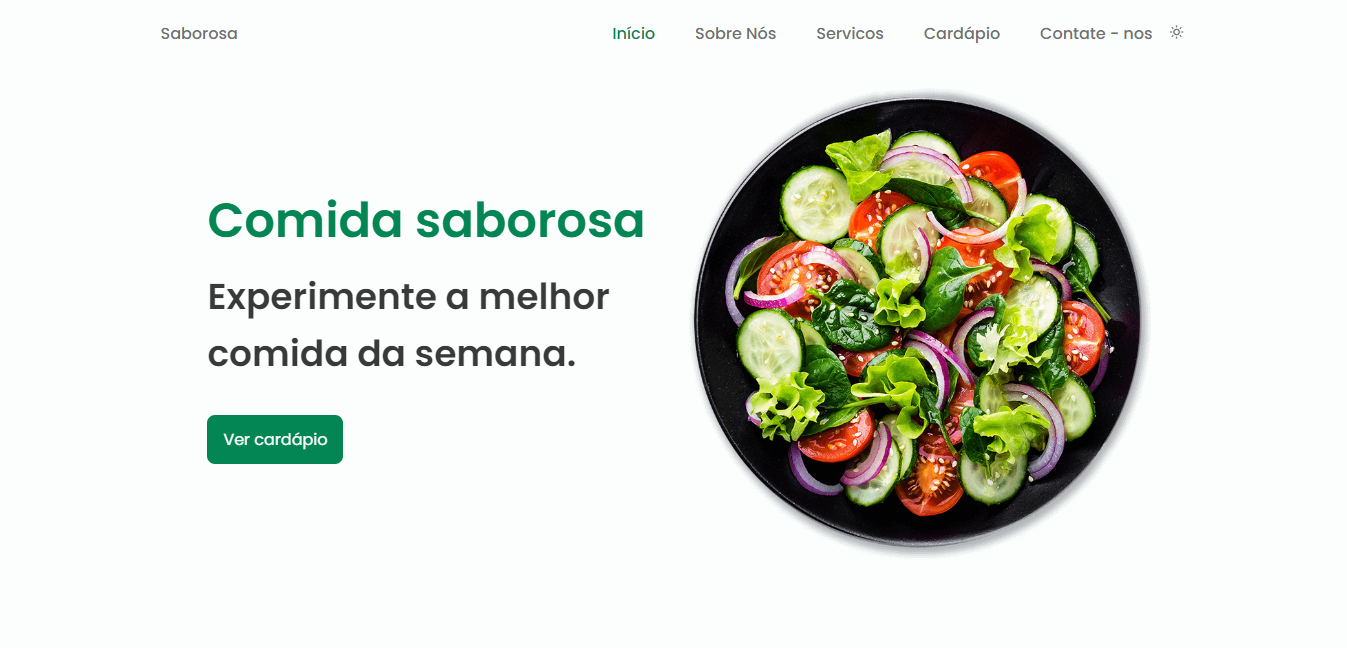 Saborosa
Início
Sobre Nós
Servicos
Cardápio
Contate - nos
Comida saborosa
Experimente a melhor
comida da semana.
Ver cardápio